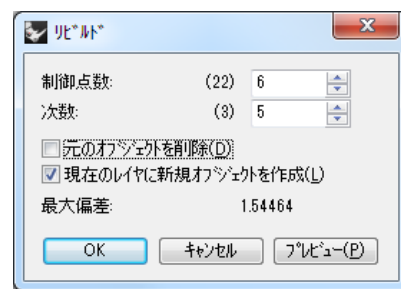 リビルド
制御点数: (22) 6
次数: (3) 5
元のオブジェクトを削除(D)
現在のレイヤに新規オブジェクトを作成(L)
最大偏差: 1.54464
OK キャンセル プレビュー(P)